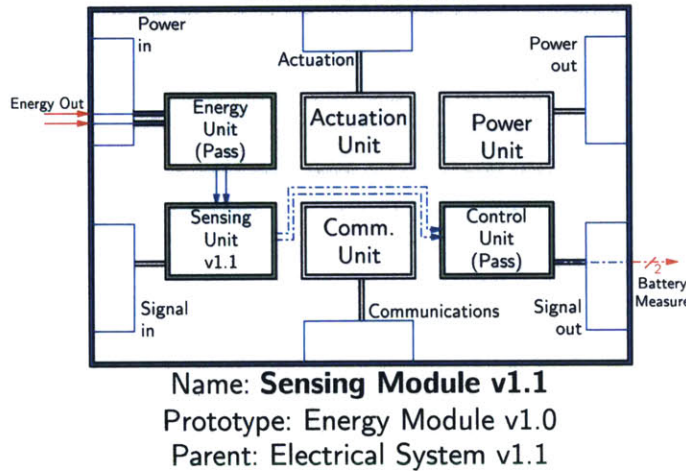 Power
in
Actuation
Power
out
Energy Out
Energy
Unit
(Pass)
Actuation
Unit
Power
Unit
Sensing
Unit
v1.1
Comm.
Unit
Control
Unit
(Pass)
2
Battery
Measure
Signal
in
Communications
Signal
out
Name: Sensing Module v1.1
Prototype: Energy Module v1.0
Parent: Electrical System v1.1